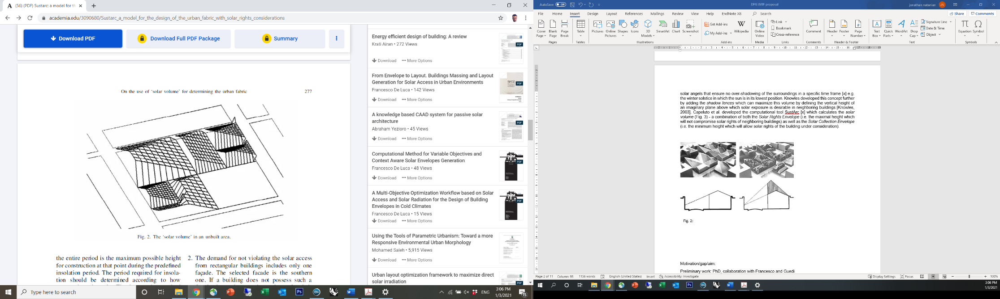 (56) (PDF) Sustarc: a model for th
academia.edu/3090680/Sustarc_a_model_for_the_design_of_the_urban_fabric_with_solar_rights_considerations
Download PDF
Download Full PDF Package
Summary
On the use of ‘solar volume’ for determining the urban fabric 277
Fig. 2. The ‘solar volume’ in an unbuilt area.
the entire period is the maximum possible height
for construction at that point during the predefined
insolation period. The period required for insola-
tion should be determined according to how
2. The demand for not violating the solar access
from rectangular buildings includes only one
façade. The selected facade is the southern
one. If a building does not possess such a
Energy efficient design of building: A review
Krati Airan • 272 Views
Download ••• More Options
From Envelope to Layout. Buildings Massing and Layout
Generation for Solar Access in Urban Environments
Francesco De Luca • 142 Views
Download ••• More Options
A knowledge based CAAD system for passive solar
architecture
Abraham Yezioro • 45 Views
Download ••• More Options
Computational Method for Variable Objectives and
Context Aware Solar Envelopes Generation
Francesco De Luca • 48 Views
Download ••• More Options
A Multi-Objective Optimization Workflow based on Solar
Access and Solar Radiation for the Design of Building
Envelopes in Cold Climates
Francesco De Luca • 15 Views
Download ••• More Options
Using the Tools of Parametric Urbanism: Toward a more
Responsive Environmental Urban Morphology
Mohamed Saleh • 5,915 Views
Download ••• More Options
Urban layout optimization framework to maximize direct
solar irradiation
PDF
PDF
PDF
PDF
PDF
PDF
Type here to search
ENG
3:06 PM
1/3/2021
15
AutoSave Off
DFG WBF proposal
jonathan natanian JN
File Home Insert Design Layout References Mailings Review View Help EndNote X8 Search
Share Comments
Cover Page
Blank Page
Page Break
Pages
Table
Tables
Pictures
Online Pictures
Shapes
Icons
3D Models
SmartArt
Chart
Screenshot
Illustrations
Get Add-ins
My Add-ins
Wikipedia
Add-ins
Online Video
Media
Link
Bookmark
Cross-reference
Links
Comment
Comments
Header
Footer
Page Number
Header & Footer
Text Box
Quick Parts
WordArt
Drop Cap
Signature Line
Date & Time
Object
Text
Equation
Symbol
Symbols
solar angels that ensure no over-shadowing of the surroundings in a specific time frame [x] e.g.
the winter solstice in which the sun is in its lowest position. Knowles developed this concept further
by adding the shadow fences which can maximize this volume by defining the vertical height of
an imaginary plane above which solar exposure is desirable in neighboring buildings [Knowles,
2003]. Capeluto et al. developed the computational tool SustArc [x] which calculates the solar
volume (Fig. 3) - a combination of both the Solar Rights Envelope (i.e. the maximal height which
will not compromise solar rights of neighboring buildings) as well as the Solar Collection Envelope
(i.e. the minimum height which will allow solar rights of the building under consideration).
Fig. 2:
Motivation/gap/aim:
Preliminary work: PhD, collaboration with Francesco and Guedi
Page 2 of 11 Column: 93 1156 words English (United States) Insert Accessibility: Investigate
Display Settings Focus 100%
3:06 PM
1/3/2021